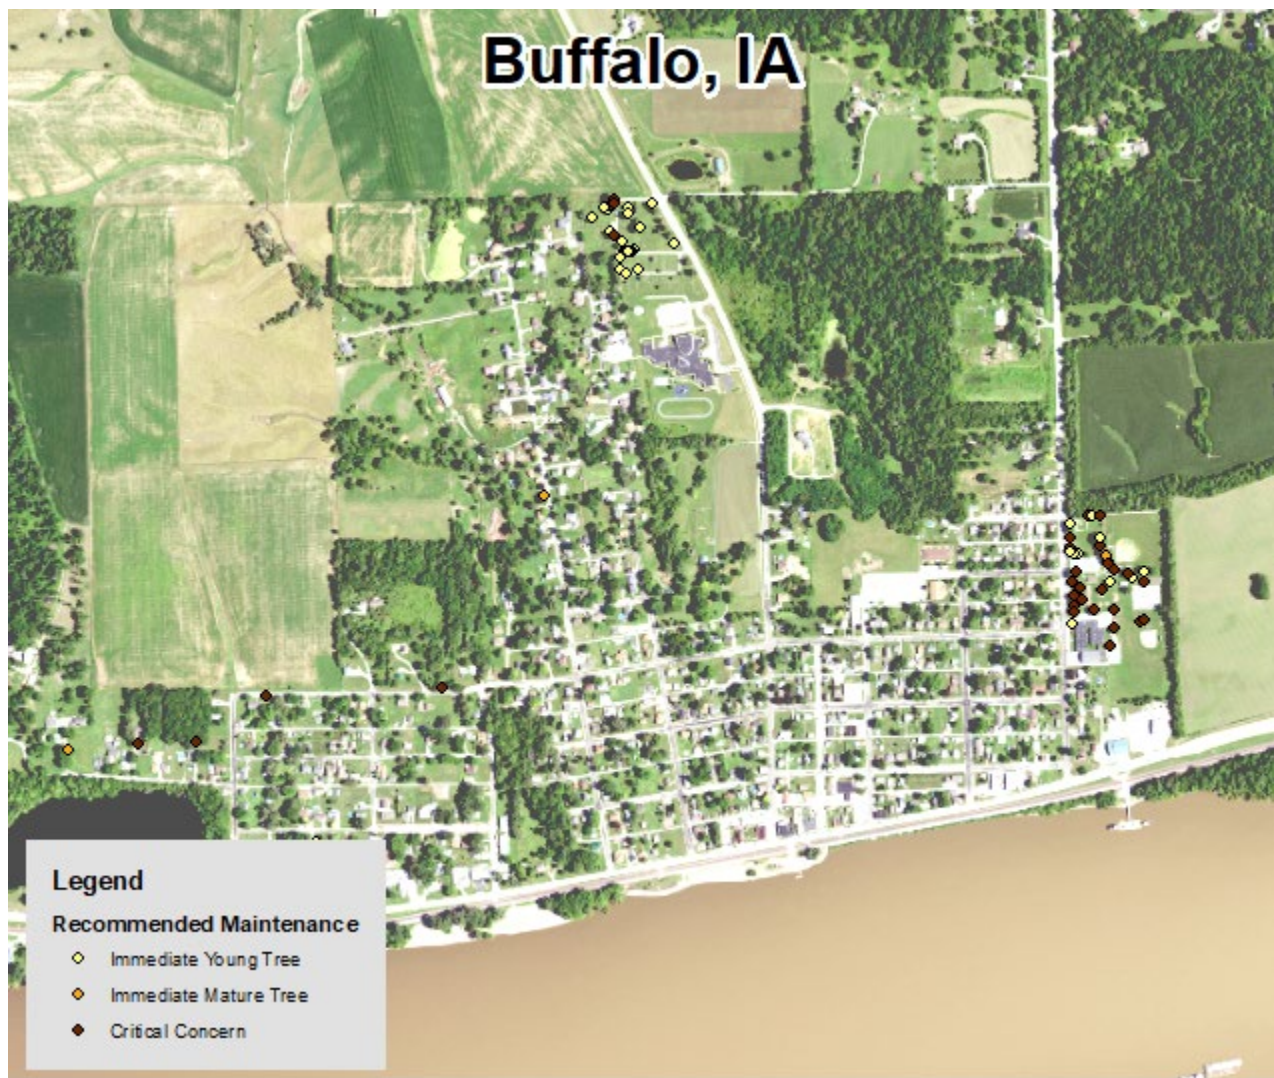 Buffalo, IA
Legend
Recommended Maintenance
Immediate Young Tree
Immediate Mature Tree
Critical Concern